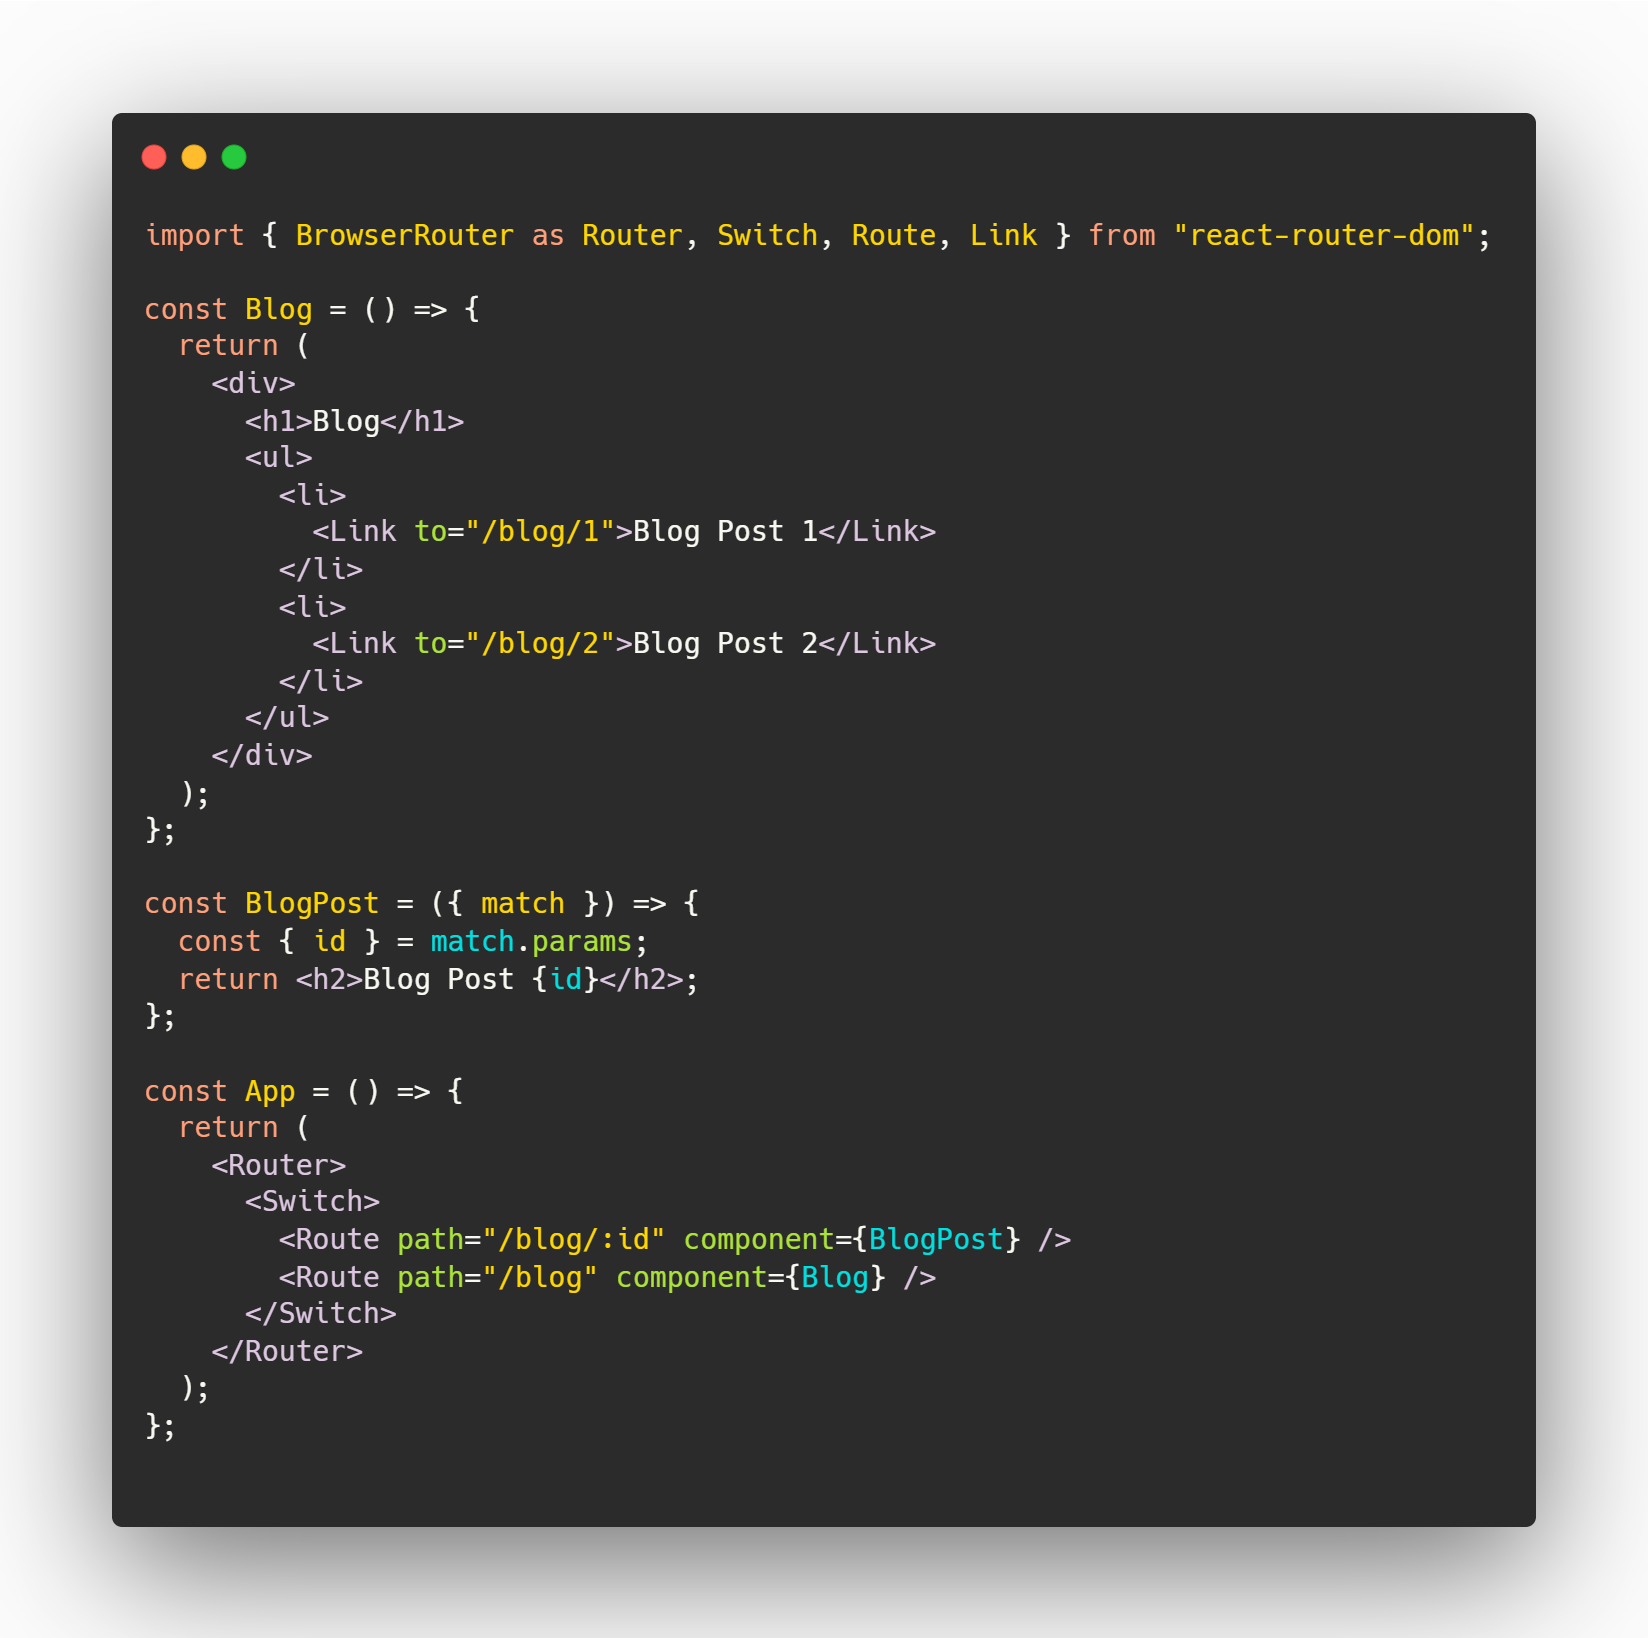 import { BrowserRouter as Router, Switch, Route, Link } from "react-router-dom";

const Blog = () => {
  return (
    <div>
      <h1>Blog</h1>
      <ul>
        <li>
          <Link to="/blog/1">Blog Post 1</Link>
        </li>
        <li>
          <Link to="/blog/2">Blog Post 2</Link>
        </li>
      </ul>
    </div>
  );
};

const BlogPost = ({ match }) => {
  const { id } = match.params;
  return <h2>Blog Post {id}</h2>;
};

const App = () => {
  return (
    <Router>
      <Switch>
        <Route path="/blog/:id" component={BlogPost} />
        <Route path="/blog" component={Blog} />
      </Switch>
    </Router>
  );
};